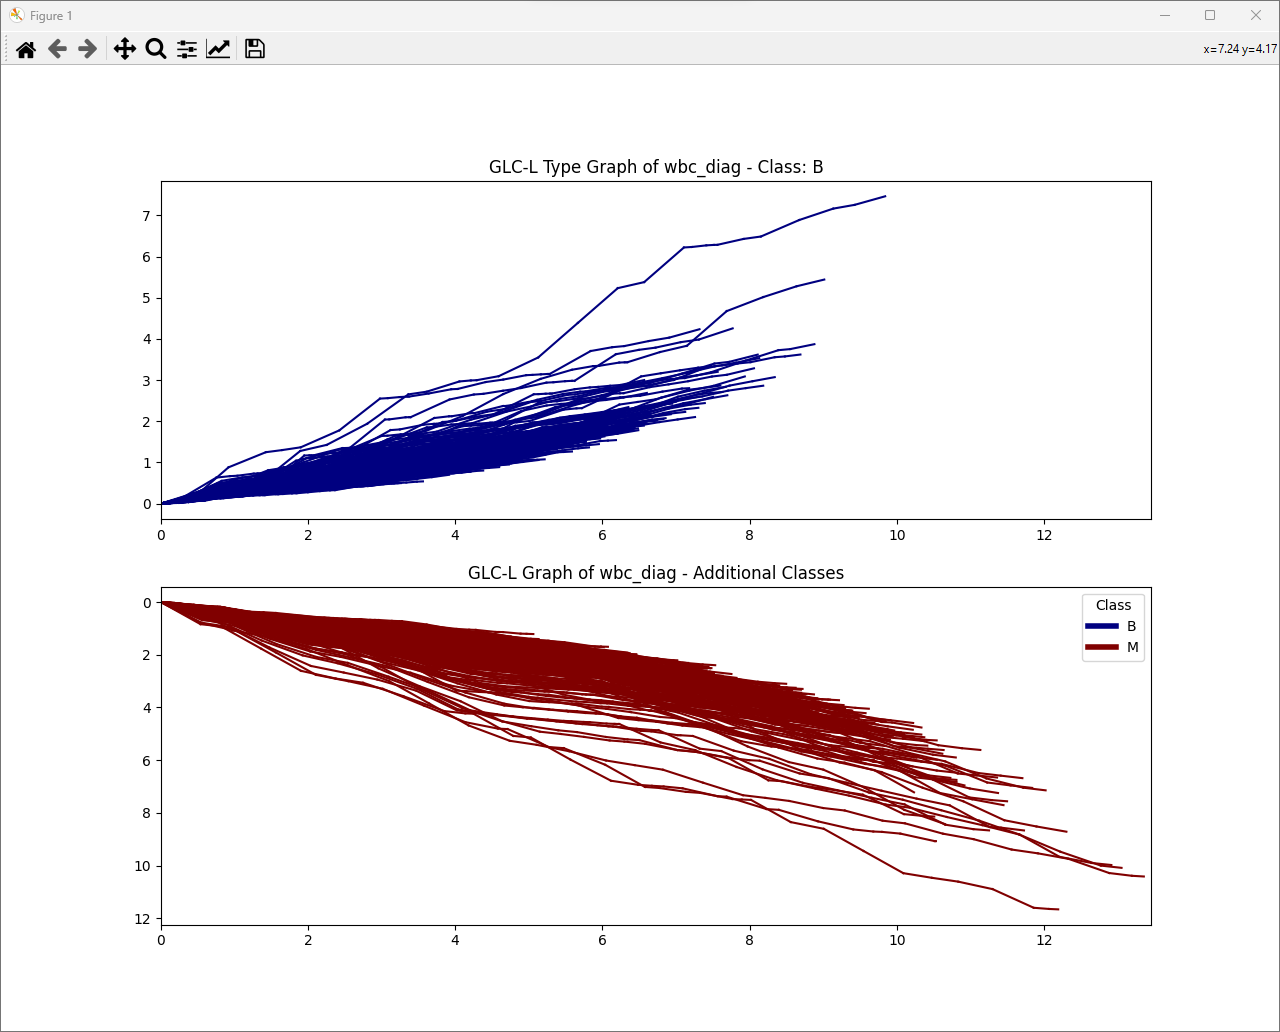 Figure 1
x=7.24 y=4.17
GLC-L Type Graph of wbc_diag - Class: B
7
6
5
4
3
2
1
0
0 2 4 6 8 10 12
GLC-L Graph of wbc_diag - Additional Classes
Class
B
M
0
2
4
6
8
10
12
0 2 4 6 8 10 12